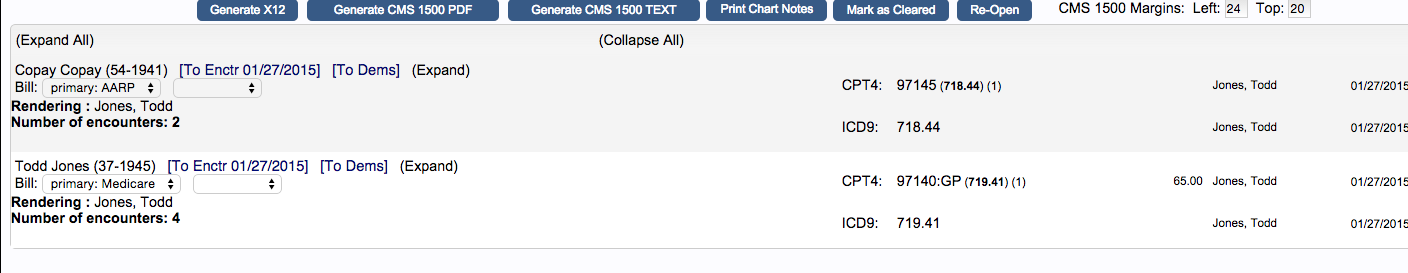 Generate X12 Generate CMS 1500 PDF Generate CMS 1500 TEXT Print Chart Notes Mark as Cleared Re-Open CMS 1500 Margins: Left: 24 Top: 20
(Expand All) (Collapse All)
Copay Copay (54-1941) [To Enctr 01/27/2015] [To Dems] (Expand)
Bill: primary: AARP CPT4: 97145 (718.44) (1) Jones, Todd 01/27/2015
Rendering : Jones, Todd
Number of encounters: 2 ICD9: 718.44 Jones, Todd 01/27/2015
Todd Jones (37-1945) [To Enctr 01/27/2015] [To Dems] (Expand)
Bill: primary: Medicare CPT4: 97140:GP (719.41) (1) 65.00 Jones, Todd 01/27/2015
Rendering : Jones, Todd
Number of encounters: 4 ICD9: 719.41 Jones, Todd 01/27/2015